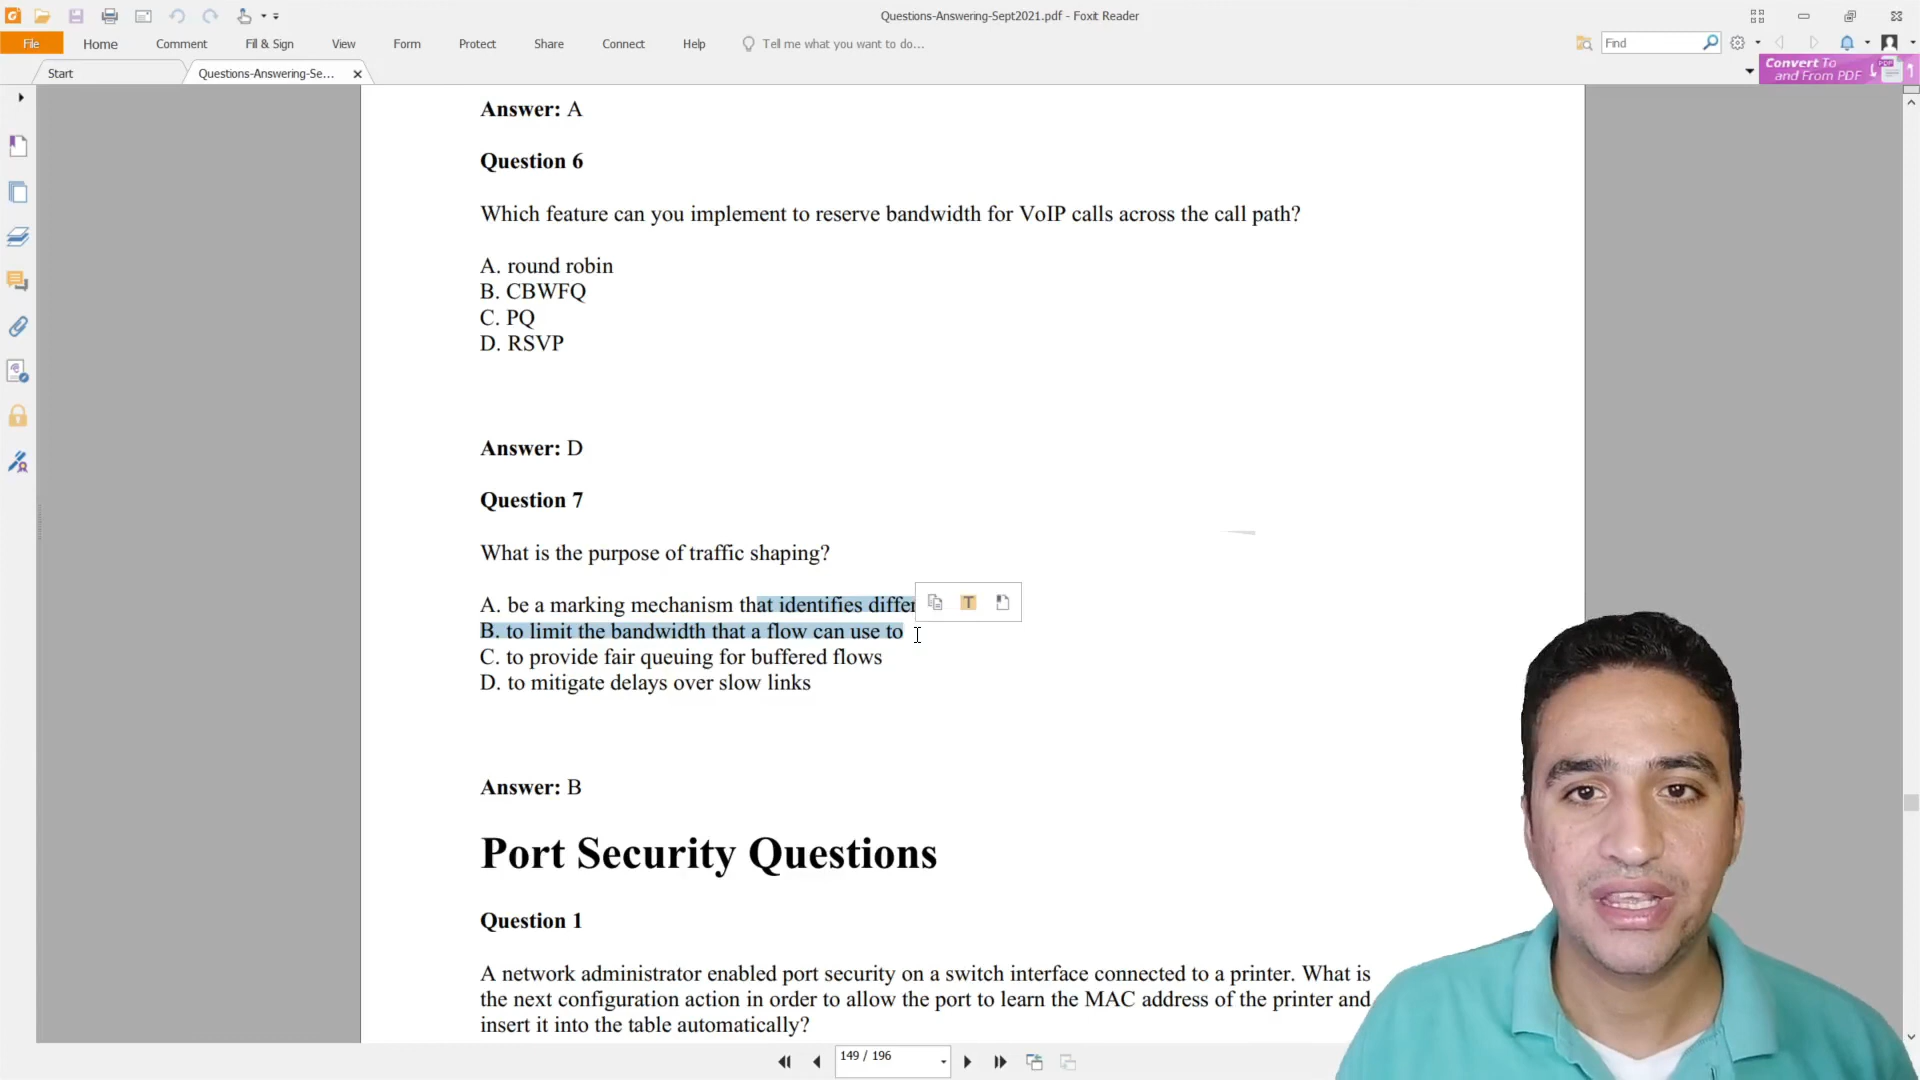 Questions-Answering-Sept2021.pdf - Foxit Reader
File Home Comment Fill & Sign View Form Protect Share Connect Help Tell me what you want to do... Find
Start Questions-Answering-Se...
Convert To
and From PDF
PDF
Answer: A
Question 6
Which feature can you implement to reserve bandwidth for VoIP calls across the call path?
A. round robin
B. CBWFQ
C. PQ
D. RSVP
Answer: D
Question 7
What is the purpose of traffic shaping?
A. be a marking mechanism that identifies differ
B. to limit the bandwidth that a flow can use to
C. to provide fair queuing for buffered flows
D. to mitigate delays over slow links
Answer: B
Port Security Questions
Question 1
A network administrator enabled port security on a switch interface connected to a printer. What is
the next configuration action in order to allow the port to learn the MAC address of the printer and
insert it into the table automatically?
149 / 196